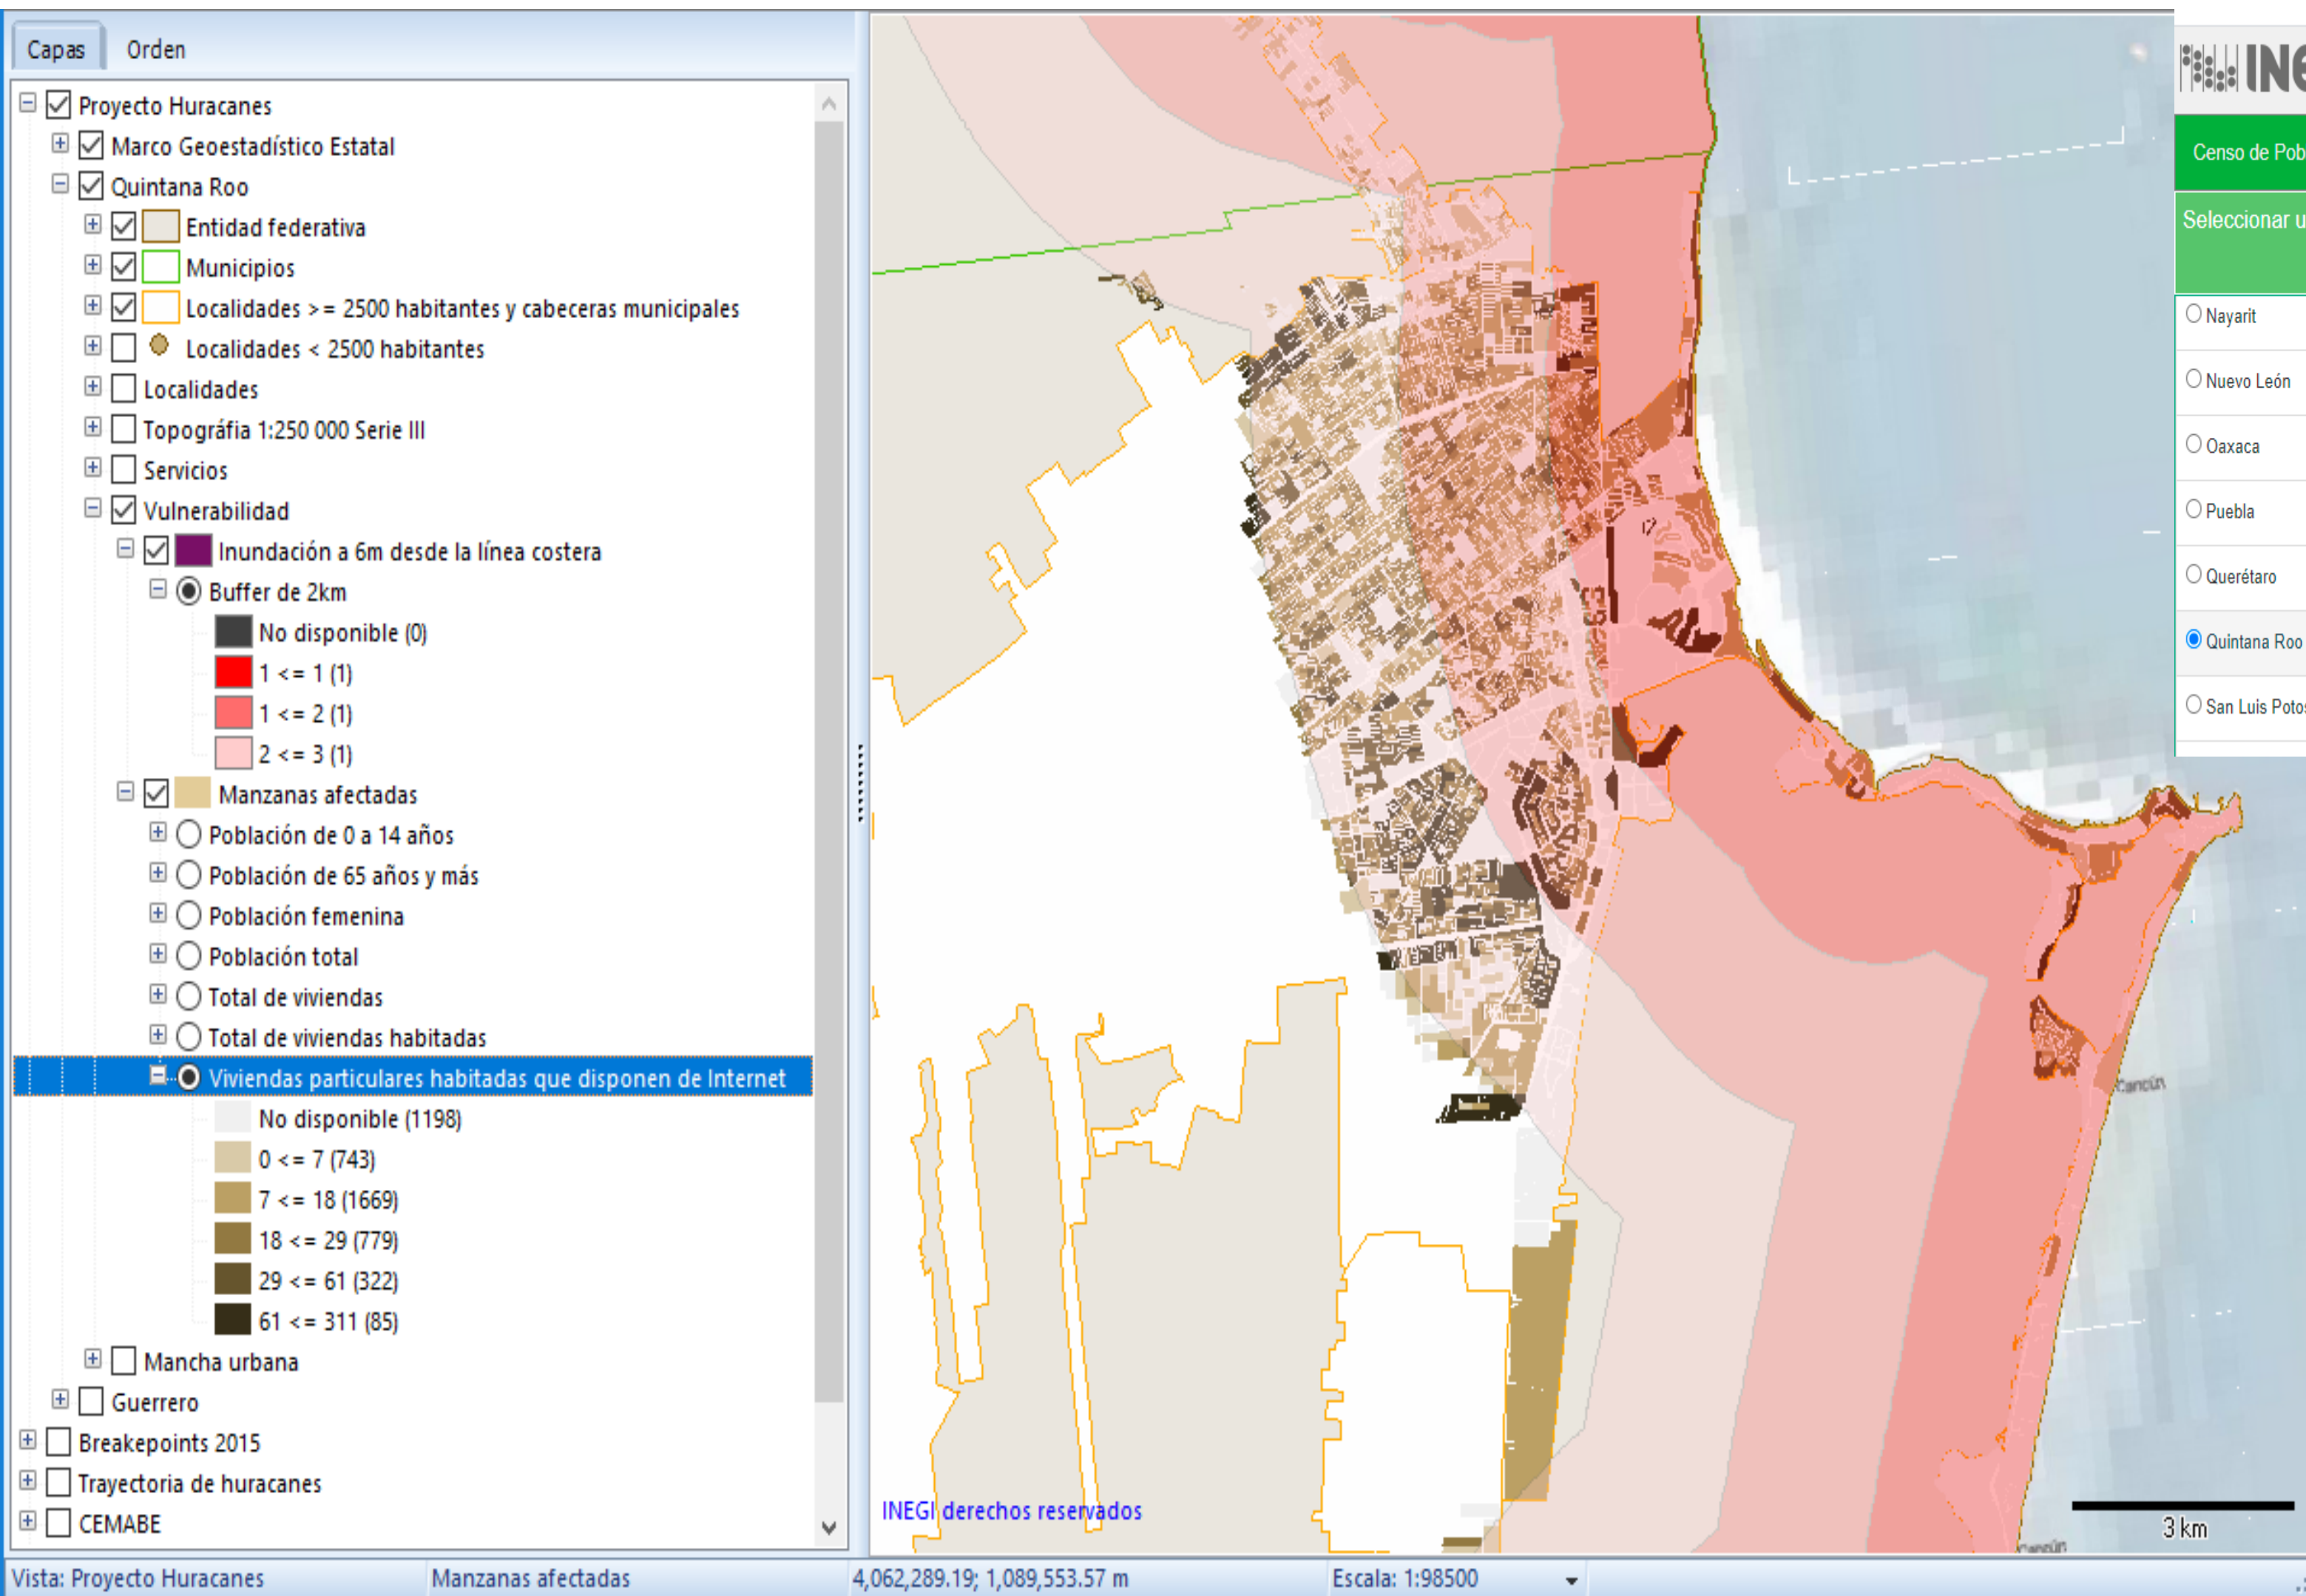 Capas Orden
Proyecto Huracanes
Marco Geoestadístico Estatal
Quintana Roo
Entidad federativa
Municipios
Localidades >= 2500 habitantes y cabeceras municipales
Localidades < 2500 habitantes
Localidades
Topográfia 1:250 000 Serie III
Servicios
Vulnerabilidad
Inundación a 6m desde la línea costera
Buffer de 2km
No disponible (0)
1 <= 1 (1)
1 <= 2 (1)
2 <= 3 (1)
Manzanas afectadas
Población de 0 a 14 años
Población de 65 años y más
Población femenina
Población total
Total de viviendas
Total de viviendas habitadas
Viviendas particulares habitadas que disponen de Internet
No disponible (1198)
0 <= 7 (743)
7 <= 18 (1669)
18 <= 29 (779)
29 <= 61 (322)
61 <= 311 (85)
Mancha urbana
Guerrero
Breakepoints 2015
Trayectoria de huracanes
CEMABE
Vista: Proyecto Huracanes Manzanas afectadas 4,062,289.19; 1,089,553.57 m Escala: 1:98500
INEGI derechos reservados
Cancún
3 km
Cancún
INE
Censo de Pob
Seleccionar u
Nayarit
Nuevo León
Oaxaca
Puebla
Querétaro
Quintana Roo
San Luis Poto